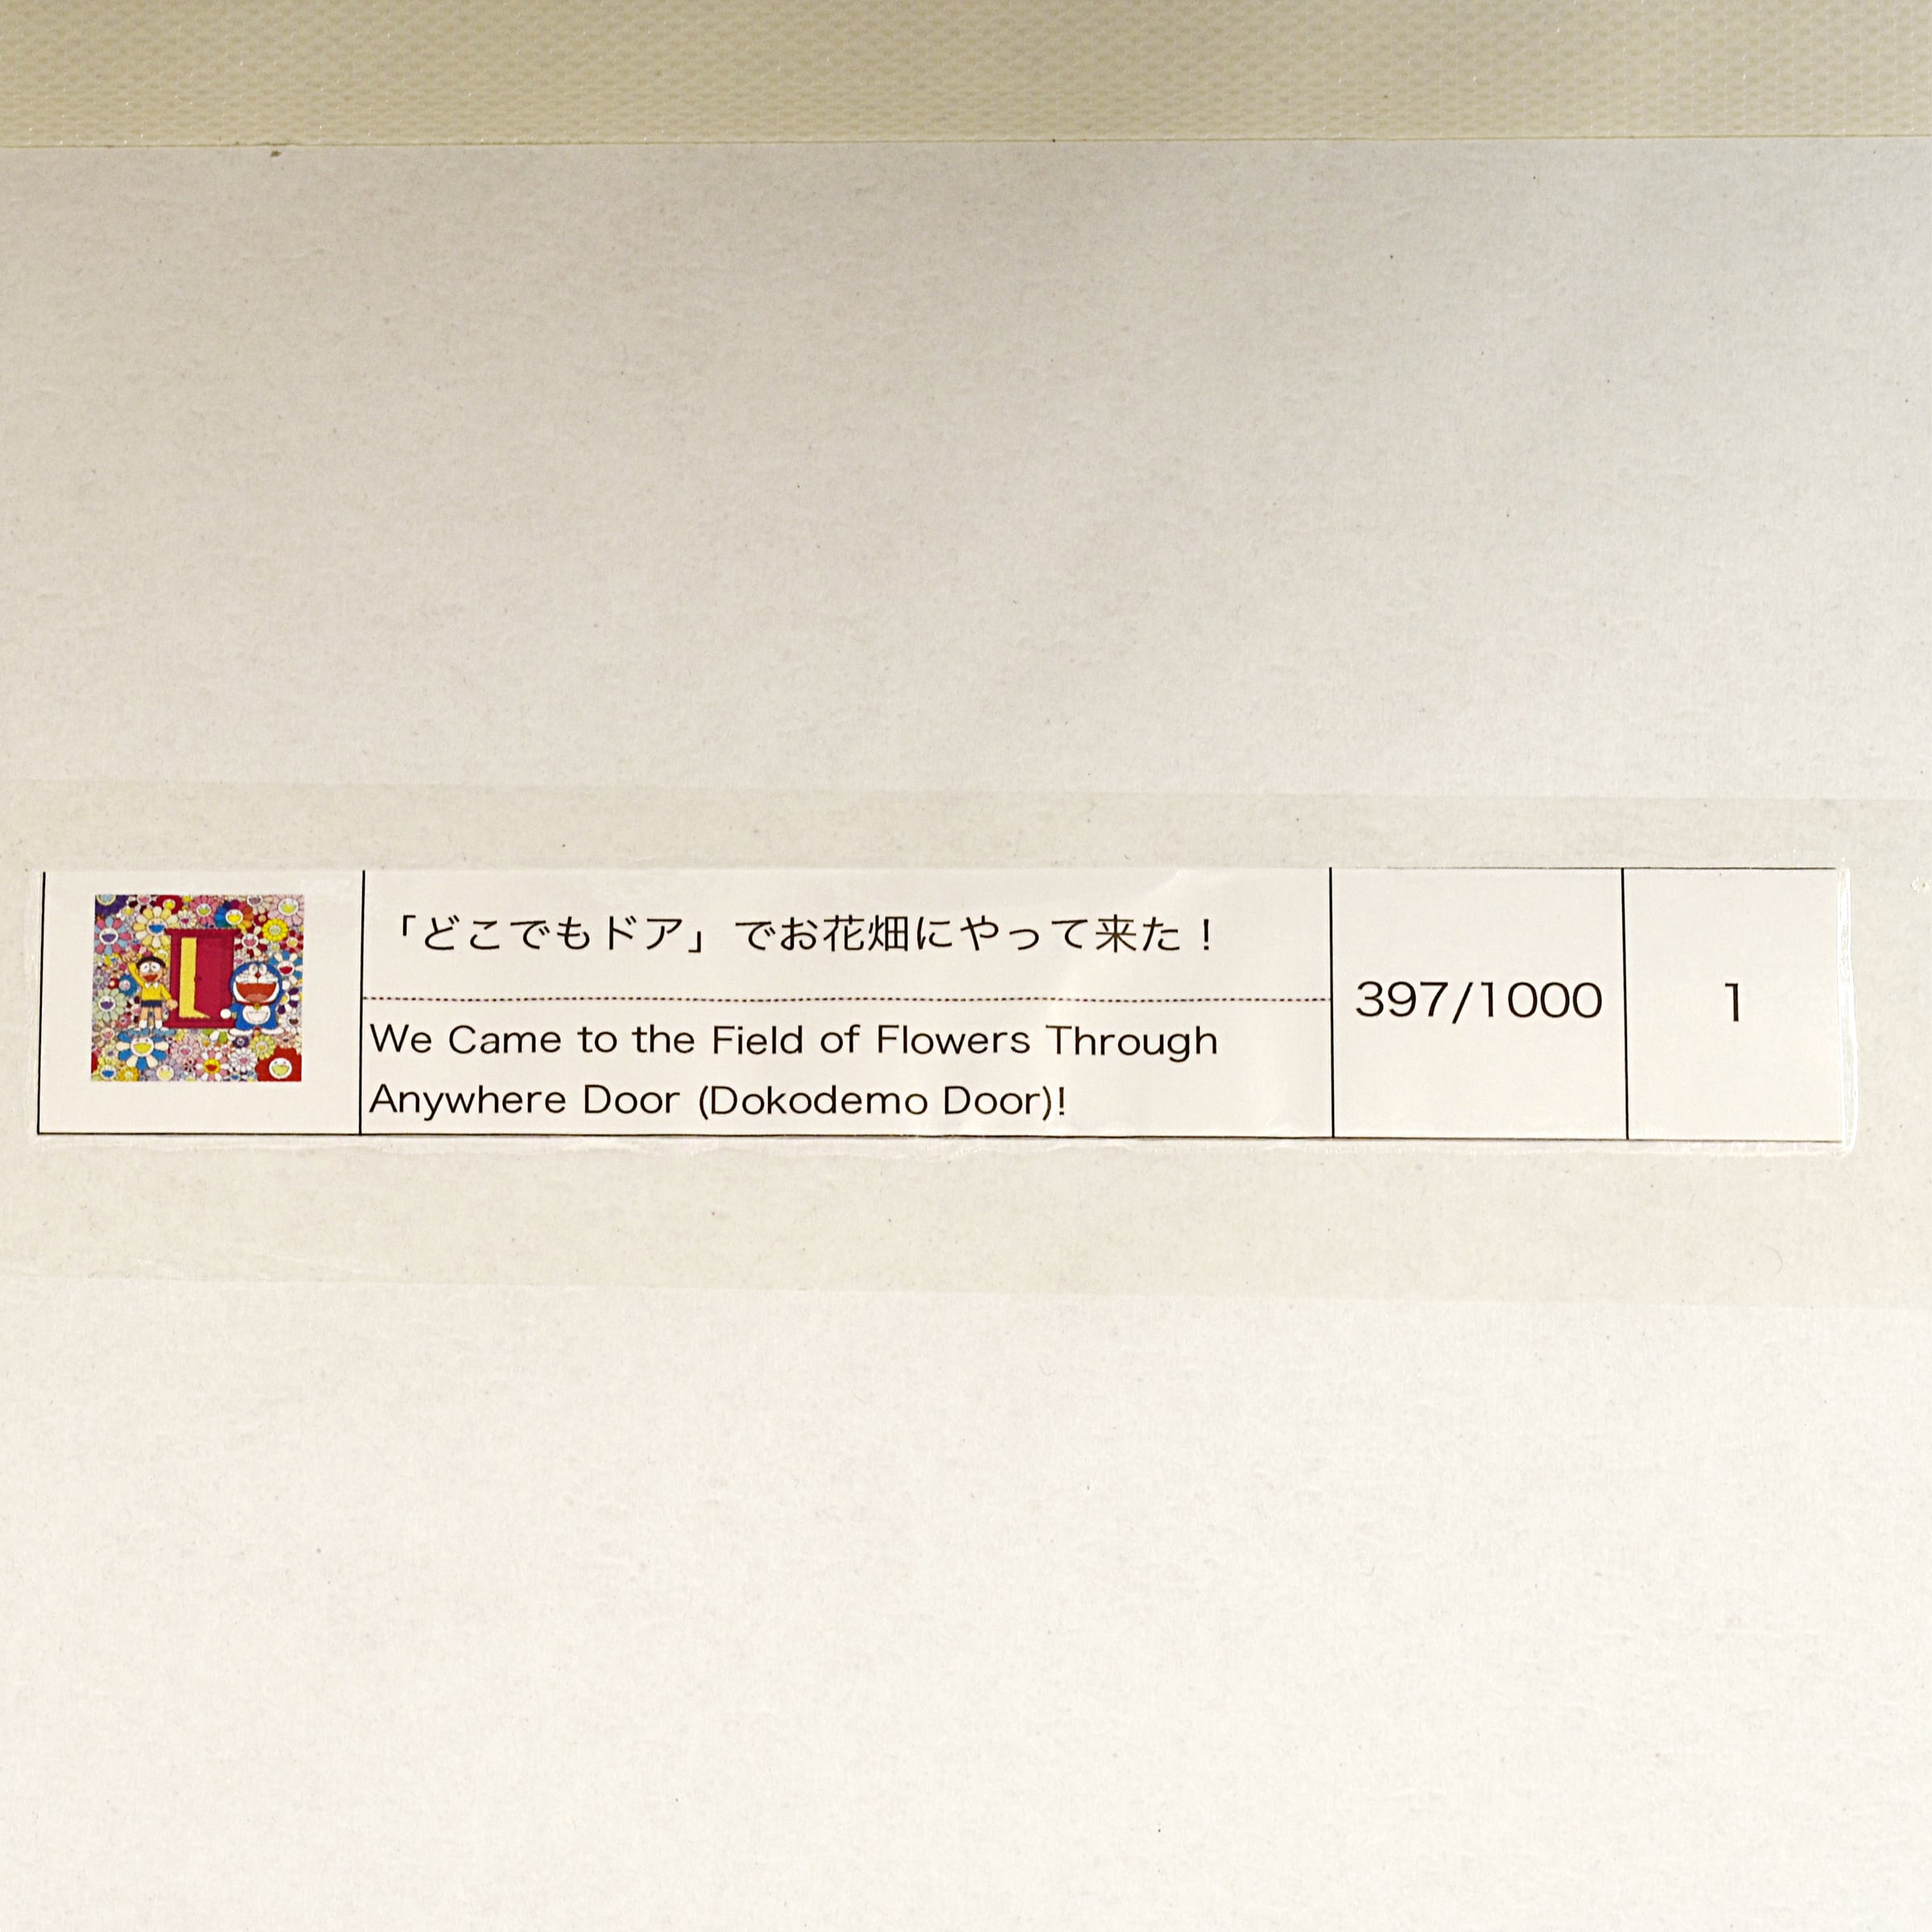 「どこでもドア」でお花畑にやって来た！
We Came to the Field of Flowers Through
Anywhere Door (Dokodemo Door)!
397/1000
1